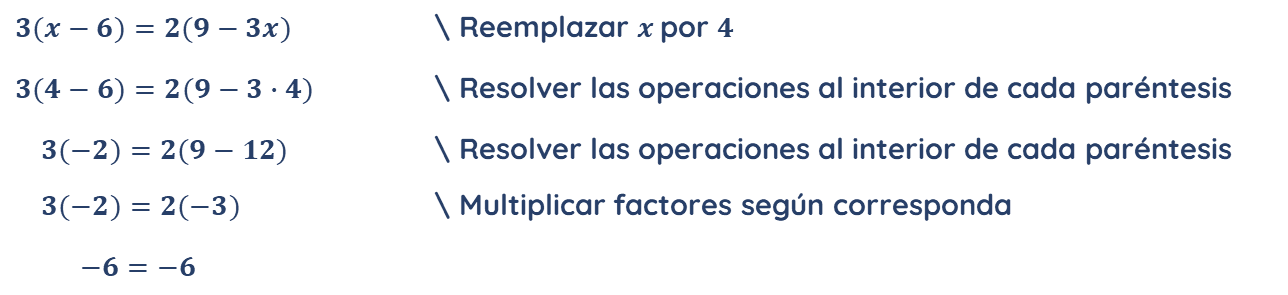 3(x − 6) = 2(9 − 3x) \ Reemplazar x por 4
3(4 − 6) = 2(9 − 3 · 4) \ Resolver las operaciones al interior de cada paréntesis
3(−2) = 2(9 − 12) \ Resolver las operaciones al interior de cada paréntesis
3(−2) = 2(−3) \ Multiplicar factores según corresponda
−6 = −6